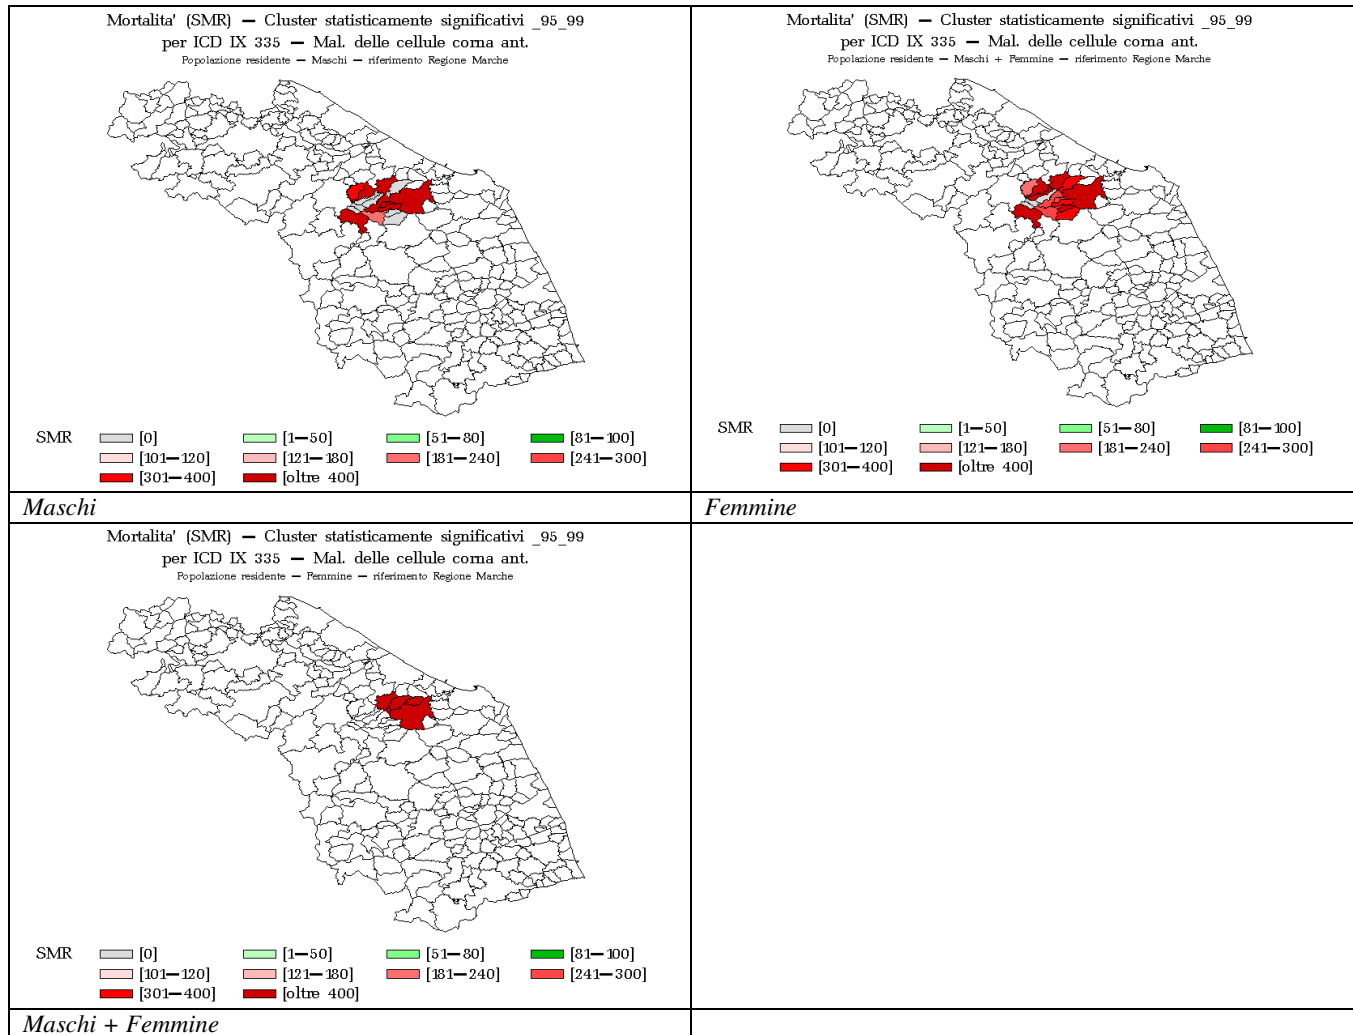 Mortalita' (SMR) — Cluster statisticamente significativi _95_99
per ICD IX 335 — Mal. delle cellule corna ant.
Popolazione residente — Maschi — riferimento Regione Marche
SMR [0] [1—50] [51—80] [81—100]
[101—120] [121—180] [181—240] [241—300]
[301—400] [oltre 400]
Maschi
Mortalita' (SMR) — Cluster statisticamente significativi _95_99
per ICD IX 335 — Mal. delle cellule corna ant.
Popolazione residente — Maschi + Femmine — riferimento Regione Marche
SMR [0] [1—50] [51—80] [81—100]
[101—120] [121—180] [181—240] [241—300]
[301—400] [oltre 400]
Femmine
Mortalita' (SMR) — Cluster statisticamente significativi _95_99
per ICD IX 335 — Mal. delle cellule corna ant.
Popolazione residente — Femmine — riferimento Regione Marche
SMR [0] [1—50] [51—80] [81—100]
[101—120] [121—180] [181—240] [241—300]
[301—400] [oltre 400]
Maschi + Femmine